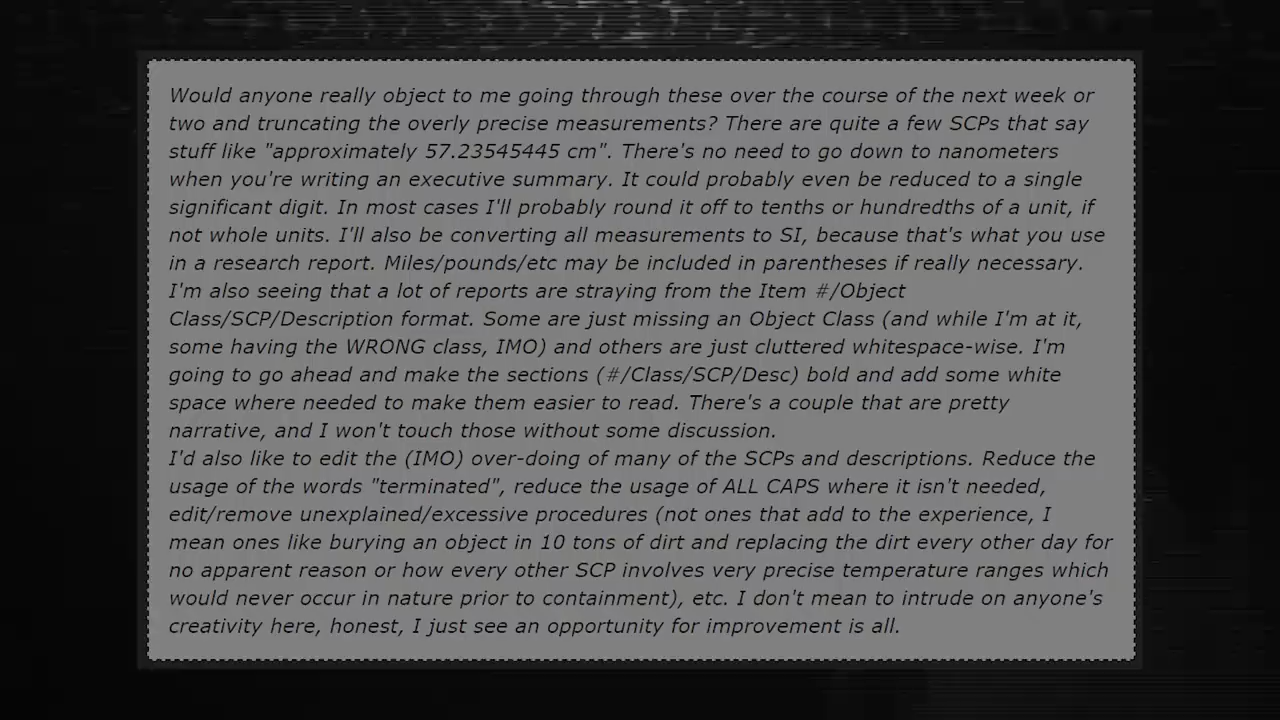 Would anyone really object to me going through these over the course of the next week or
two and truncating the overly precise measurements? There are quite a few SCPs that say
stuff like "approximately 57.23545445 cm". There's no need to go down to nanometers
when you're writing an executive summary. It could probably even be reduced to a single
significant digit. In most cases I'll probably round it off to tenths or hundredths of a unit, if
not whole units. I'll also be converting all measurements to SI, because that's what you use
in a research report. Miles/pounds/etc may be included in parentheses if really necessary.
I'm also seeing that a lot of reports are straying from the Item #/Object
Class/SCP/Description format. Some are just missing an Object Class (and while I'm at it,
some having the WRONG class, IMO) and others are just cluttered whitespace-wise. I'm
going to go ahead and make the sections (#/Class/SCP/Desc) bold and add some white
space where needed to make them easier to read. There's a couple that are pretty
narrative, and I won't touch those without some discussion.
I'd also like to edit the (IMO) over-doing of many of the SCPs and descriptions. Reduce the
usage of the words "terminated", reduce the usage of ALL CAPS where it isn't needed,
edit/remove unexplained/excessive procedures (not ones that add to the experience, I
mean ones like burying an object in 10 tons of dirt and replacing the dirt every other day for
no apparent reason or how every other SCP involves very precise temperature ranges which
would never occur in nature prior to containment), etc. I don't mean to intrude on anyone's
creativity here, honest, I just see an opportunity for improvement is all.